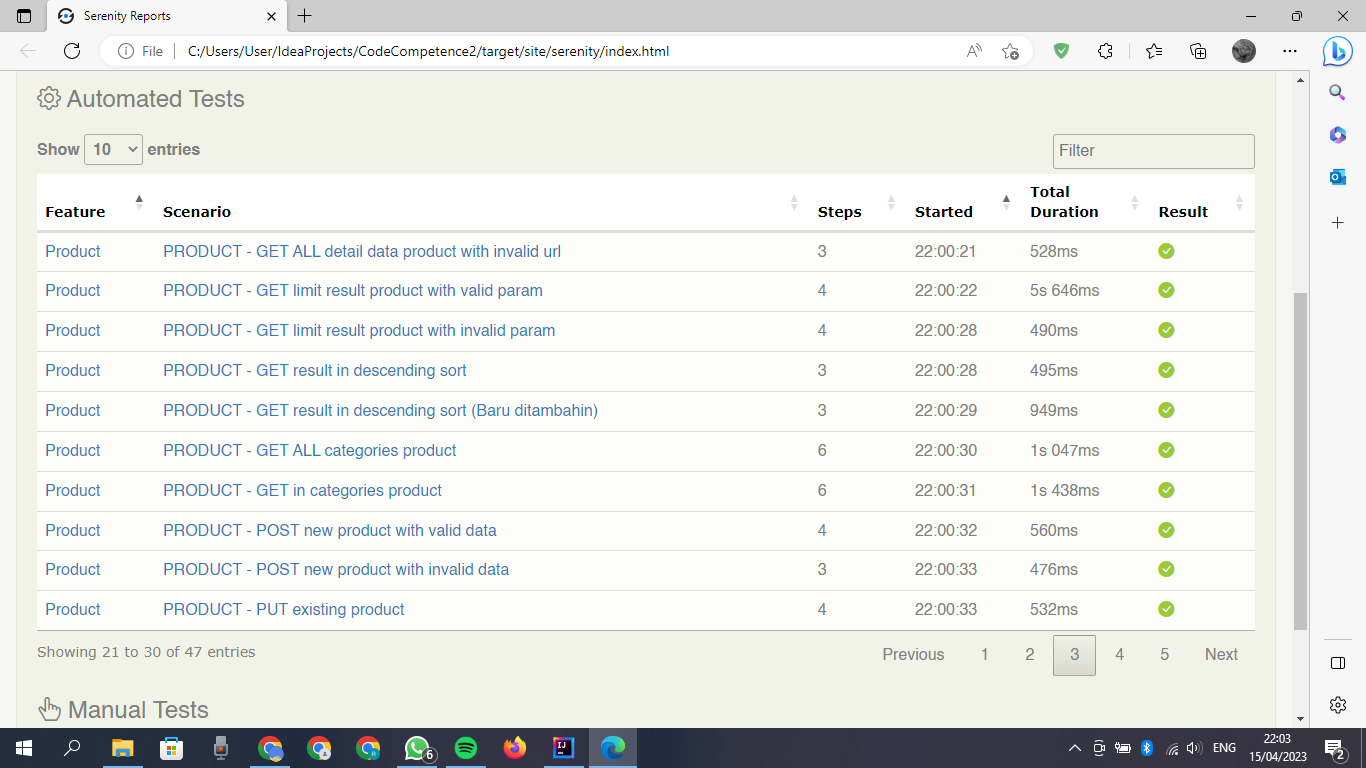 Serenity Reports
File C:/Users/User/IdeaProjects/CodeCompetence2/target/site/serenity/index.html
Automated Tests
Show 10 entries
Filter
Feature Scenario Steps Started Total Duration Result
Product PRODUCT - GET ALL detail data product with invalid url 3 22:00:21 528ms
Product PRODUCT - GET limit result product with valid param 4 22:00:22 5s 646ms
Product PRODUCT - GET limit result product with invalid param 4 22:00:28 490ms
Product PRODUCT - GET result in descending sort 3 22:00:28 495ms
Product PRODUCT - GET result in descending sort (Baru ditambahin) 3 22:00:29 949ms
Product PRODUCT - GET ALL categories product 6 22:00:30 1s 047ms
Product PRODUCT - GET in categories product 6 22:00:31 1s 438ms
Product PRODUCT - POST new product with valid data 4 22:00:32 560ms
Product PRODUCT - POST new product with invalid data 3 22:00:33 476ms
Product PRODUCT - PUT existing product 4 22:00:33 532ms
Showing 21 to 30 of 47 entries
Previous 1 2 3 4 5 Next
Manual Tests
6
ENG
22:03
15/04/2023
2